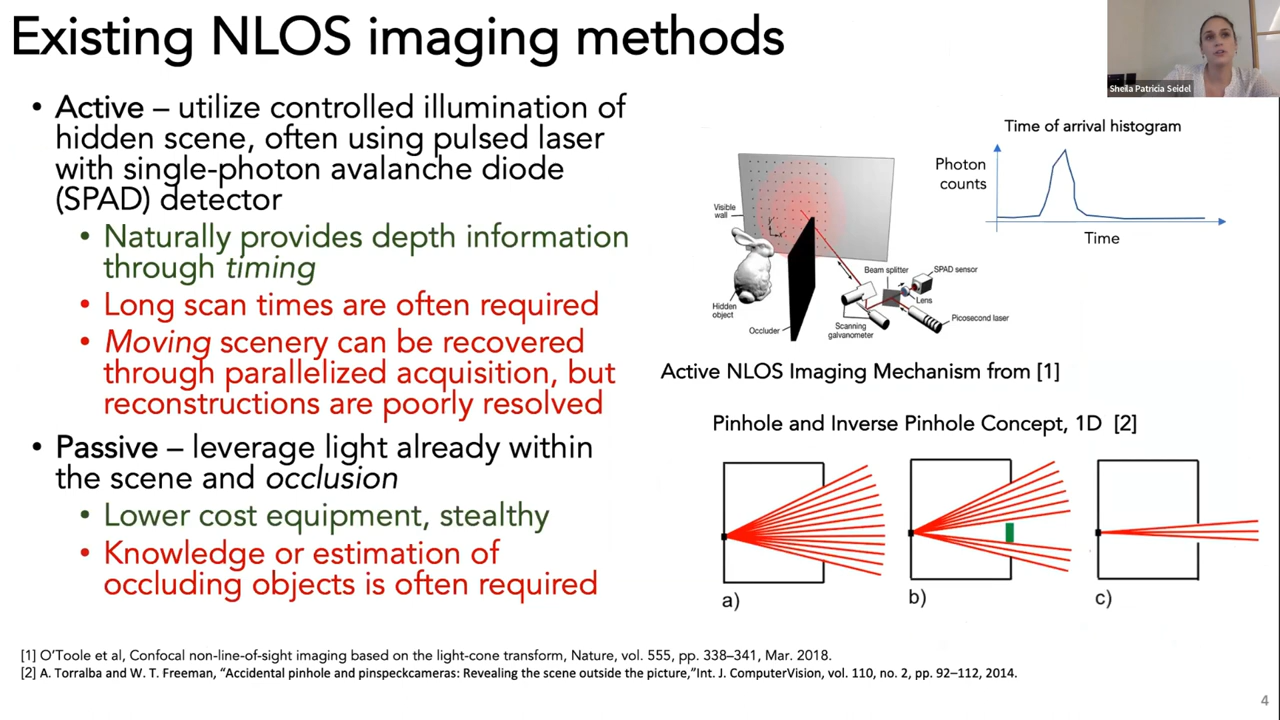 Existing NLOS imaging methods
Sheila Patricia Seidel
• Active – utilize controlled illumination of
hidden scene, often using pulsed laser
with single-photon avalanche diode
(SPAD) detector
• Naturally provides depth information
through timing
• Long scan times are often required
• Moving scenery can be recovered
through parallelized acquisition, but
reconstructions are poorly resolved
• Passive – leverage light already within
the scene and occlusion
• Lower cost equipment, stealthy
• Knowledge or estimation of
occluding objects is often required
Time of arrival histogram
Photon
counts
Time
Visible
wall
Hidden
object
Occluder
Beam splitter
SPAD sensor
Lens
Scanning
galvanometer
Picosecond laser
Active NLOS Imaging Mechanism from [1]
Pinhole and Inverse Pinhole Concept, 1D [2]
a)
b)
c)
[1] O’Toole et al, Confocal non-line-of-sight imaging based on the light-cone transform, Nature, vol. 555, pp. 338–341, Mar. 2018.
[2] A. Torralba and W. T. Freeman, “Accidental pinhole and pinspeckcameras: Revealing the scene outside the picture,”Int. J. ComputerVision, vol. 110, no. 2, pp. 92–112, 2014.
4